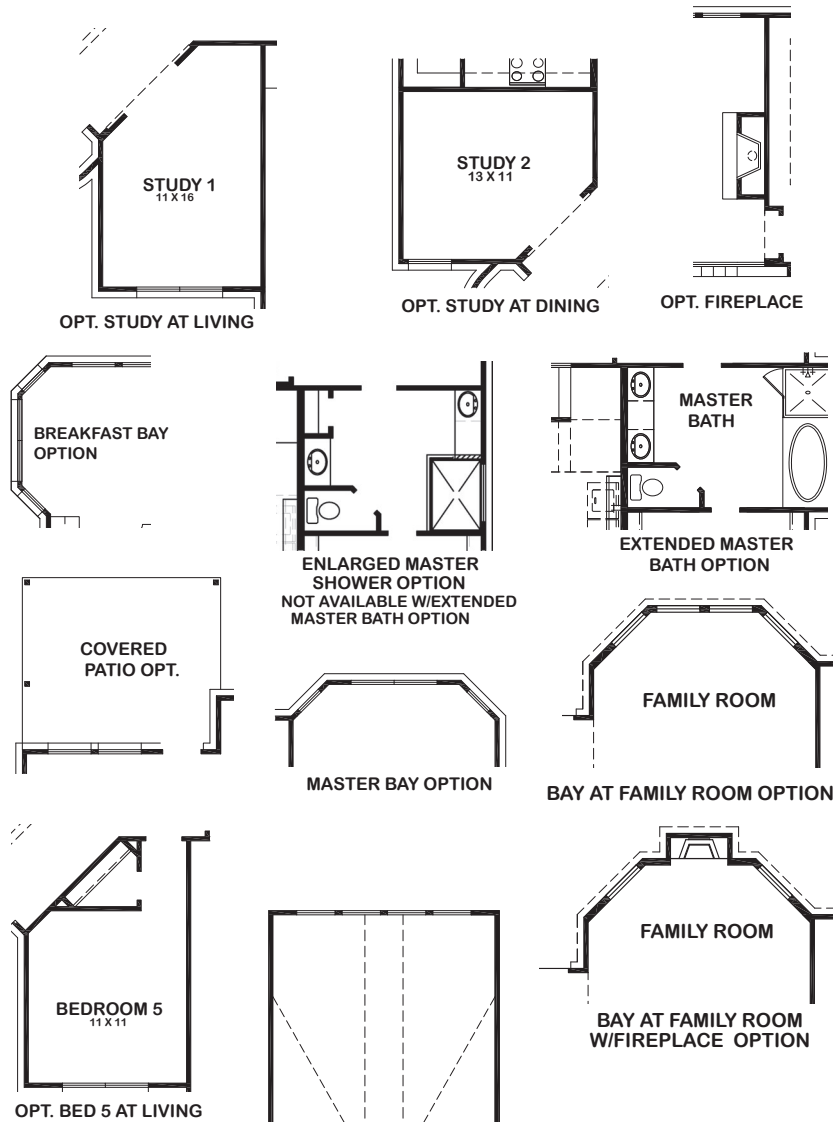 STUDY 1
11 X 16
OPT. STUDY AT LIVING
STUDY 2
13 X 11
OPT. STUDY AT DINING
OPT. FIREPLACE
BREAKFAST BAY
OPTION
ENLARGED MASTER
SHOWER OPTION
NOT AVAILABLE W/EXTENDED
MASTER BATH OPTION
MASTER
BATH
EXTENDED MASTER
BATH OPTION
COVERED
PATIO OPT.
MASTER BAY OPTION
FAMILY ROOM
BAY AT FAMILY ROOM OPTION
BEDROOM 5
11 X 11
OPT. BED 5 AT LIVING
FAMILY ROOM
BAY AT FAMILY ROOM
W/FIREPLACE OPTION